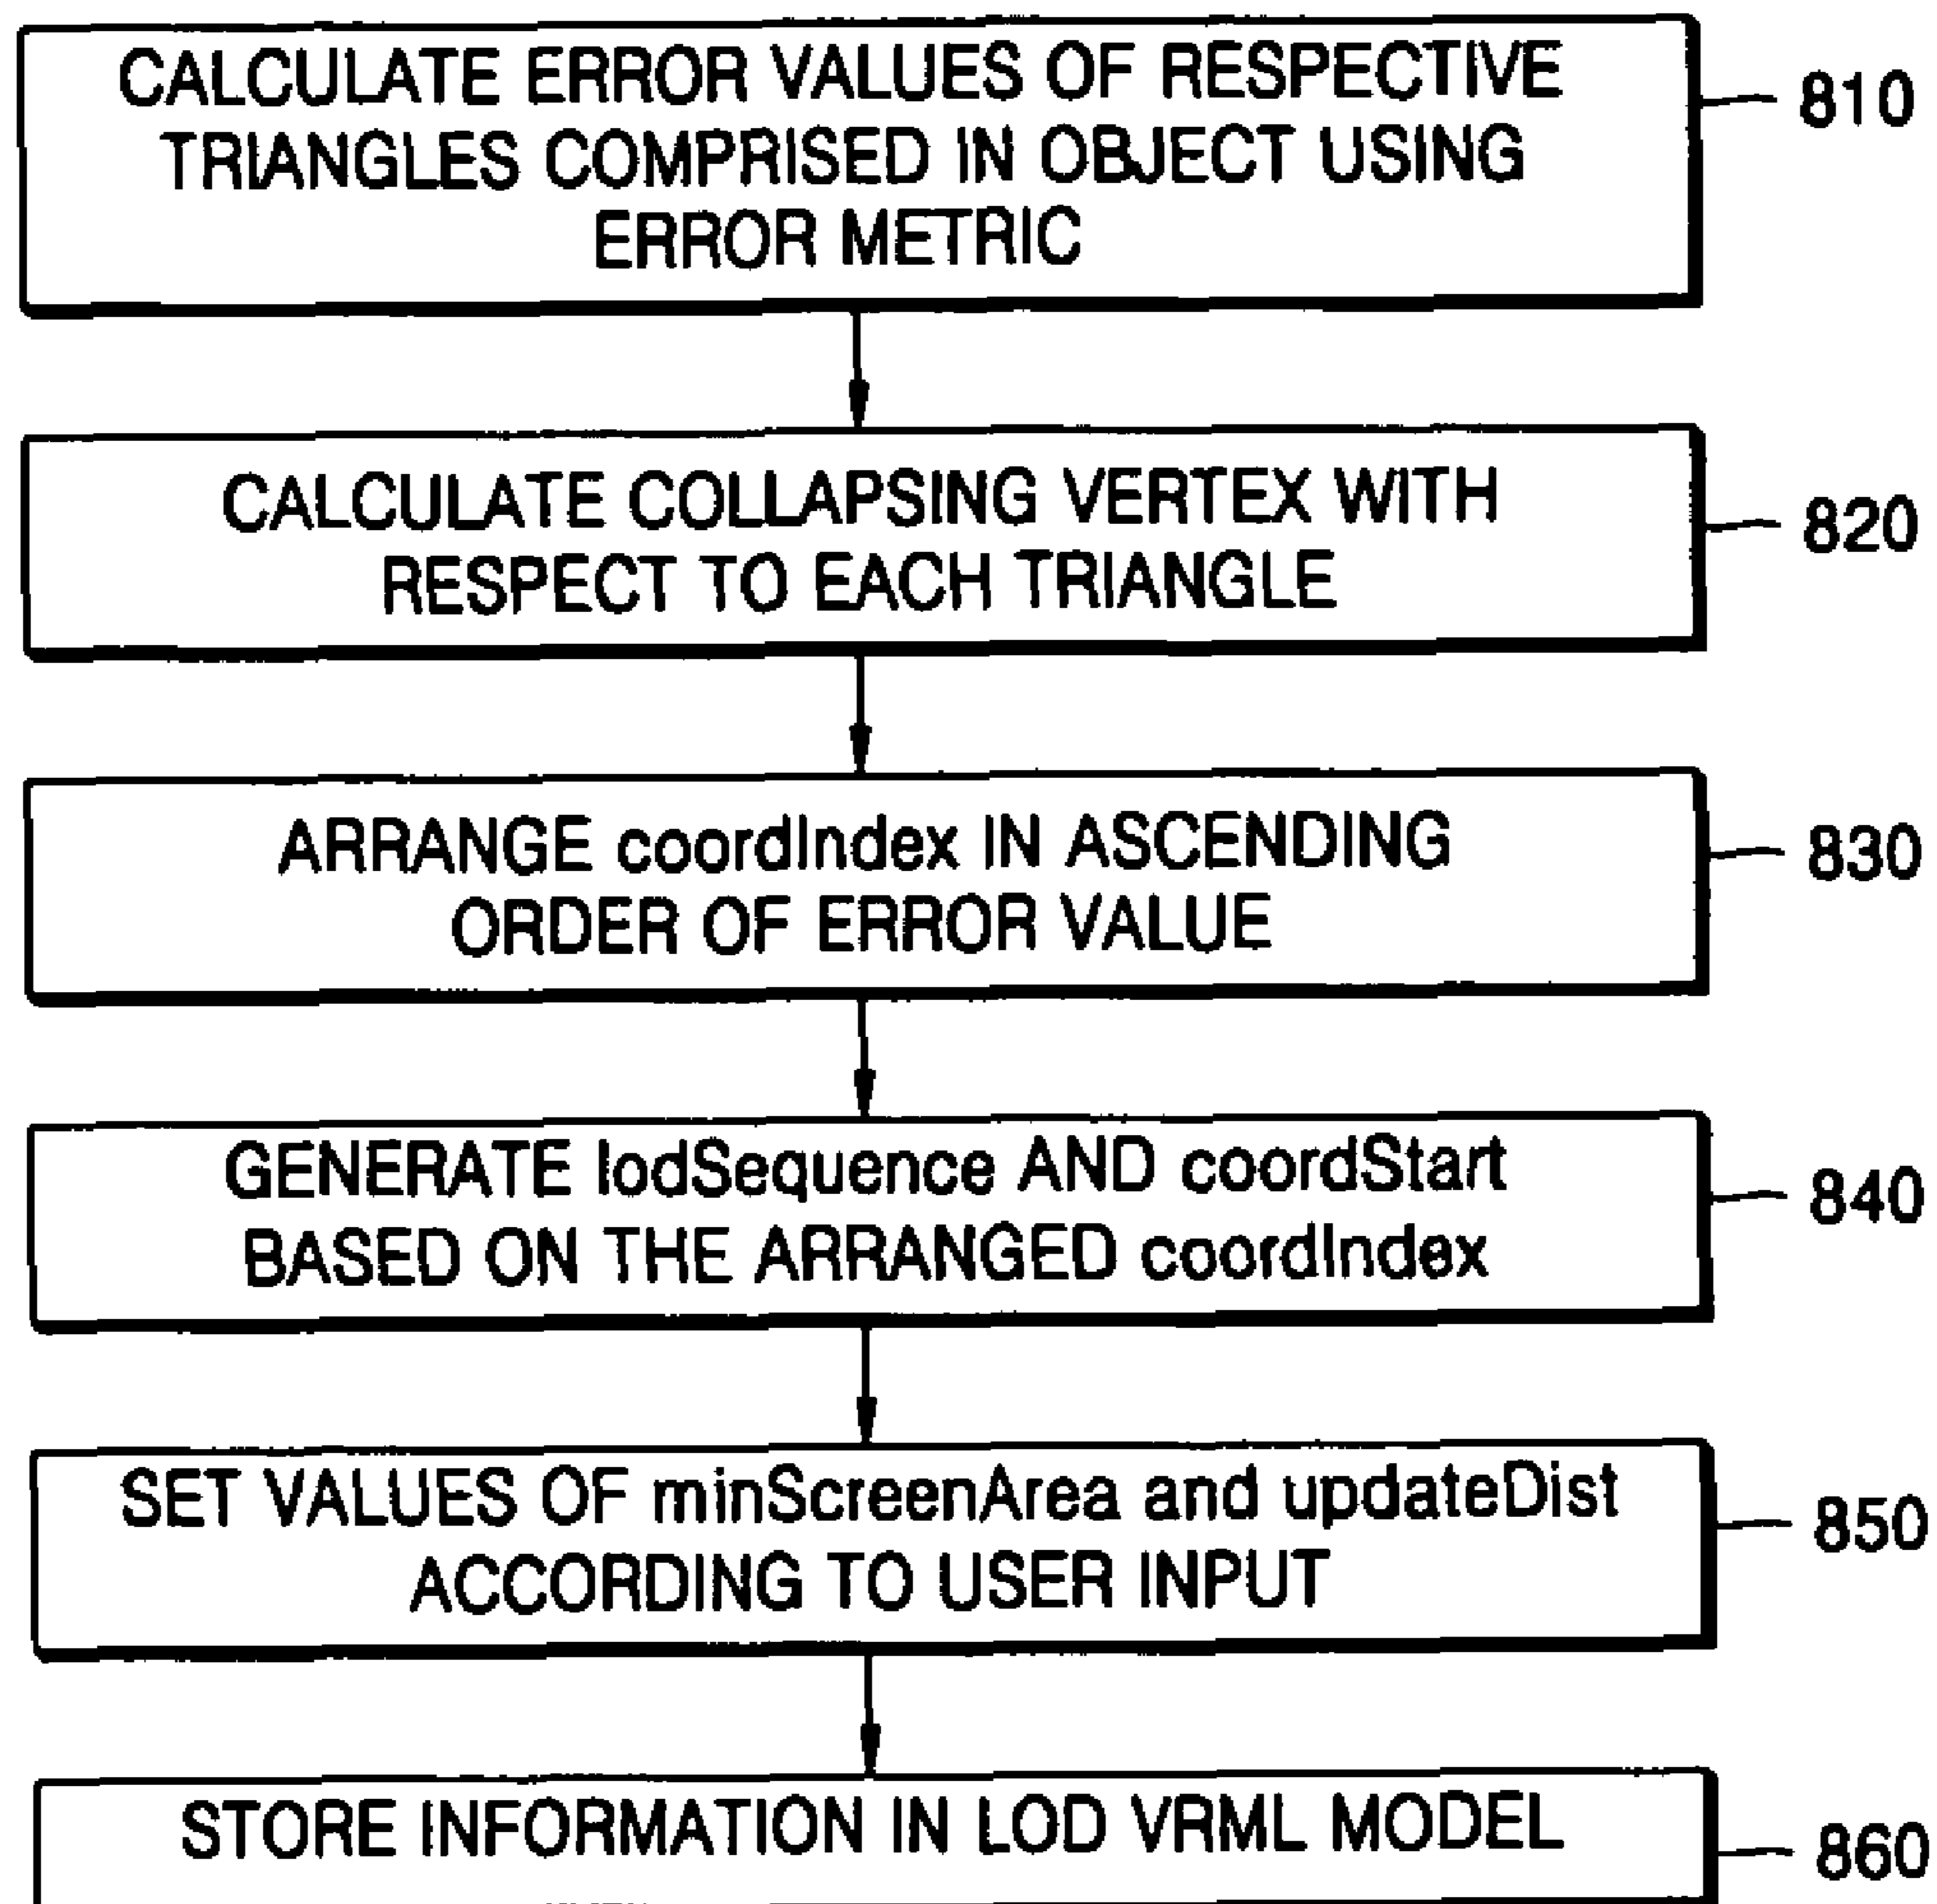 CALCULATE ERROR VALUES OF RESPECTIVE
TRIANGLES COMPRISED IN OBJECT USING
ERROR METRIC
810
CALCULATE COLLAPSING VERTEX WITH
RESPECT TO EACH TRIANGLE
820
ARRANGE coordIndex IN ASCENDING
ORDER OF ERROR VALUE
830
GENERATE lodSequence AND coordStart
BASED ON THE ARRANGED coordIndex
840
SET VALUES OF minScreenArea and updateDist
ACCORDING TO USER INPUT
850
STORE INFORMATION IN LOD VRML MODEL
860